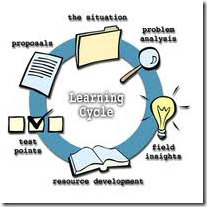 the situation
problem
analysis
proposals
Learning
Cycle
test
points
field
insights
resource development